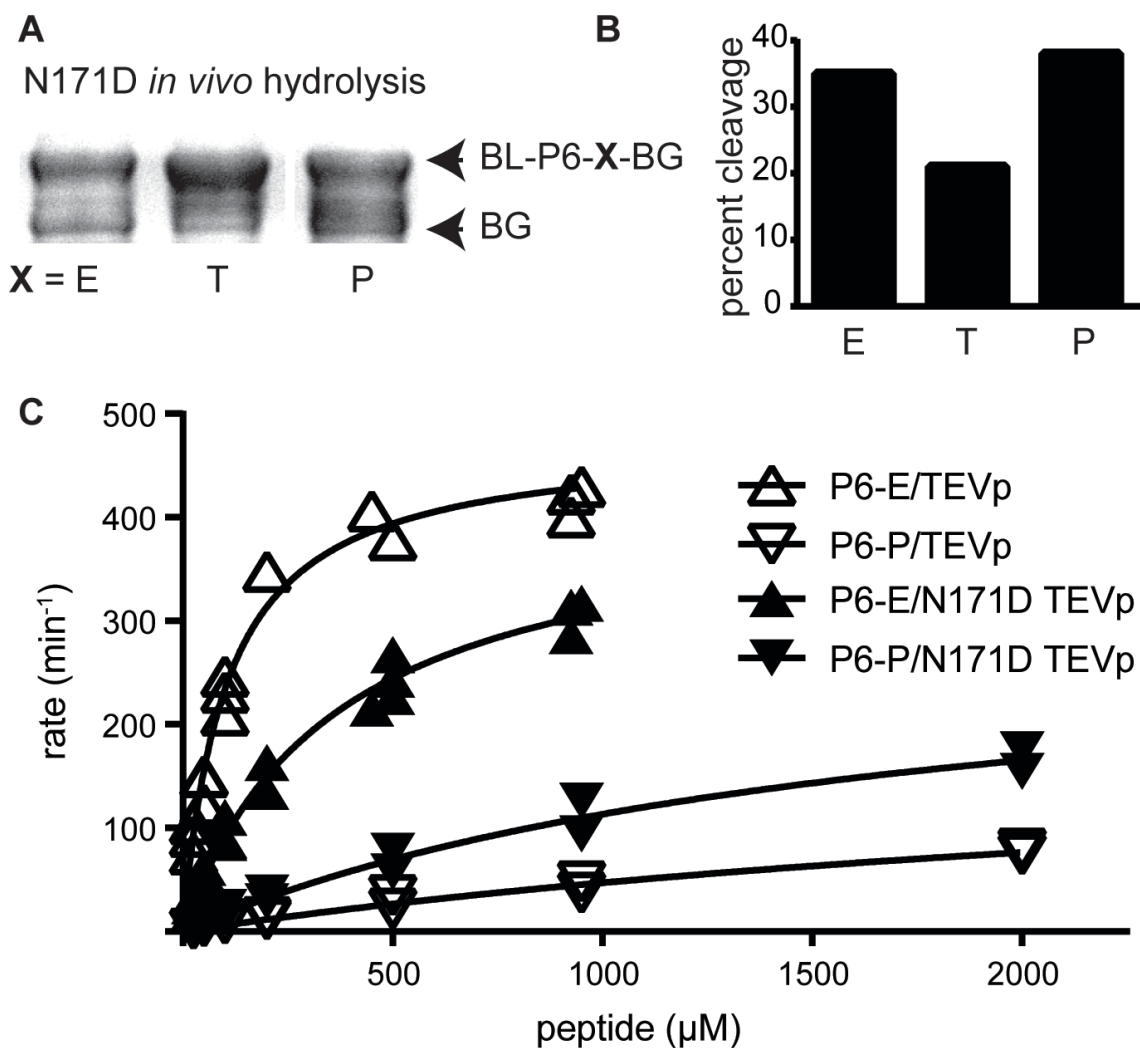 A
N171D in vivo hydrolysis
BL-P6-X-BG
BG
X = E T P
B
percent cleavage
40
30
20
10
0
E T P
C
rate (min⁻¹)
500
400
300
200
100
500 1000 1500 2000
peptide (µM)
P6-E/TEVp
P6-P/TEVp
P6-E/N171D TEVp
P6-P/N171D TEVp